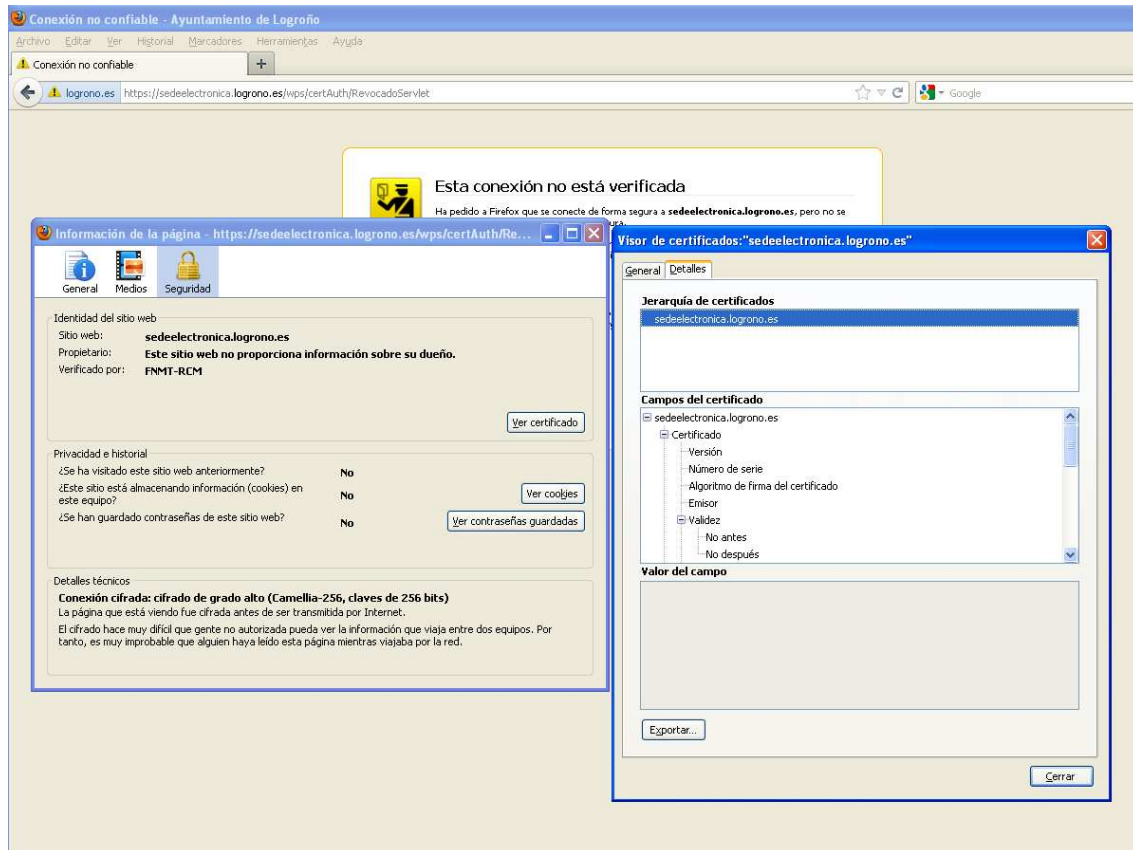 Conexión no confiable - Ayuntamiento de Logroño
Archivo Editar Ver Historial Marcadores Herramientas Ayuda
Conexión no confiable +
logrono.es https://sedeelectronica.logrono.es/wps/certAuth/RevocadoServlet Google
Esta conexión no está verificada
Ha pedido a Firefox que se conecte de forma segura a sedeelectronica.logrono.es, pero no se
Información de la página - https://sedeelectronica.logrono.es/wps/certAuth/Re...
General Medios Seguridad
Identidad del sitio web
Sitio web: sedeelectronica.logrono.es
Propietario: Este sitio web no proporciona información sobre su dueño.
Verificado por: FNMT-RCM
Ver certificado
Privacidad e historial
¿Se ha visitado este sitio web anteriormente? No
¿Este sitio está almacenando información (cookies) en
este equipo? No Ver cookies
¿Se han guardado contraseñas de este sitio web? No Ver contraseñas guardadas
Detalles técnicos
Conexión cifrada: cifrado de grado alto (Camellia-256, claves de 256 bits)
La página que está viendo fue cifrada antes de ser transmitida por Internet.
El cifrado hace muy difícil que gente no autorizada pueda ver la información que viaja entre dos equipos. Por
tanto, es muy improbable que alguien haya leído esta página mientras viajaba por la red.
Visor de certificados:"sedeelectronica.logrono.es"
General Detalles
Jerarquía de certificados
sedeelectronica.logrono.es
Campos del certificado
sedeelectronica.logrono.es
Certificado
Versión
Número de serie
Algoritmo de firma del certificado
Emisor
Validez
No antes
No después
Valor del campo
Exportar...
Cerrar